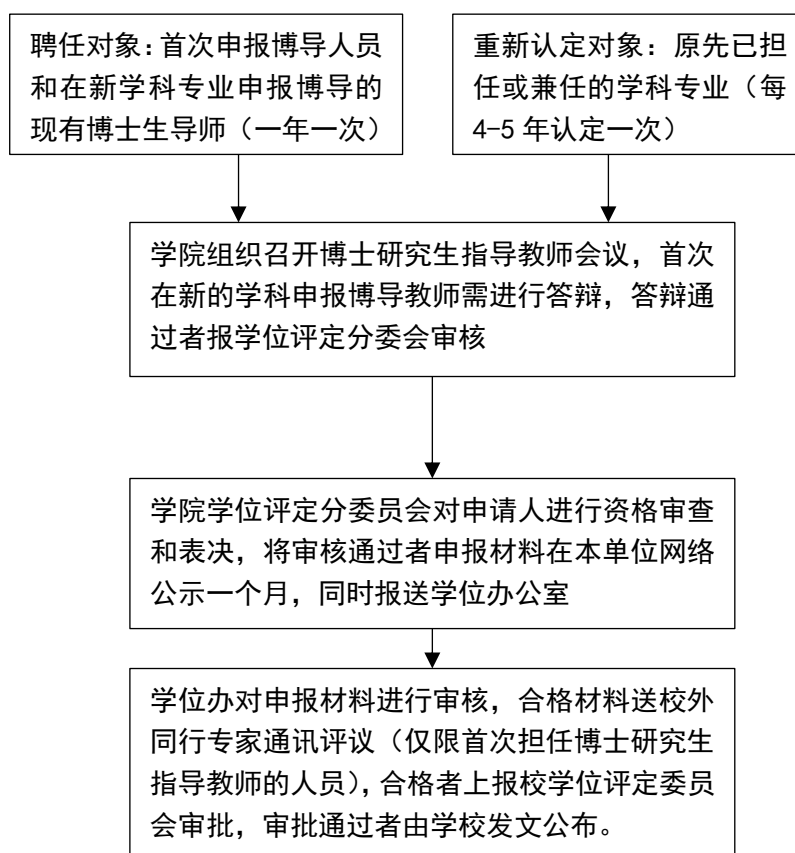 聘任对象：首次申报博导人员
和在新学科专业申报博导的
现有博士生导师（一年一次）
重新认定对象：原先已担
任或兼任的学科专业（每
4-5 年认定一次）
学院组织召开博士研究生指导教师会议，首次
在新的学科申报博导教师需进行答辩，答辩通
过者报学位评定分委会审核
学院学位评定分委员会对申请人进行资格审查
和表决，将审核通过者申报材料在本单位网络
公示一个月，同时报送学位办公室
学位办对申报材料进行审核，合格材料送校外
同行专家通讯评议（仅限首次担任博士研究生
指导教师的人员），合格者上报校学位评定委员
会审批，审批通过者由学校发文公布。